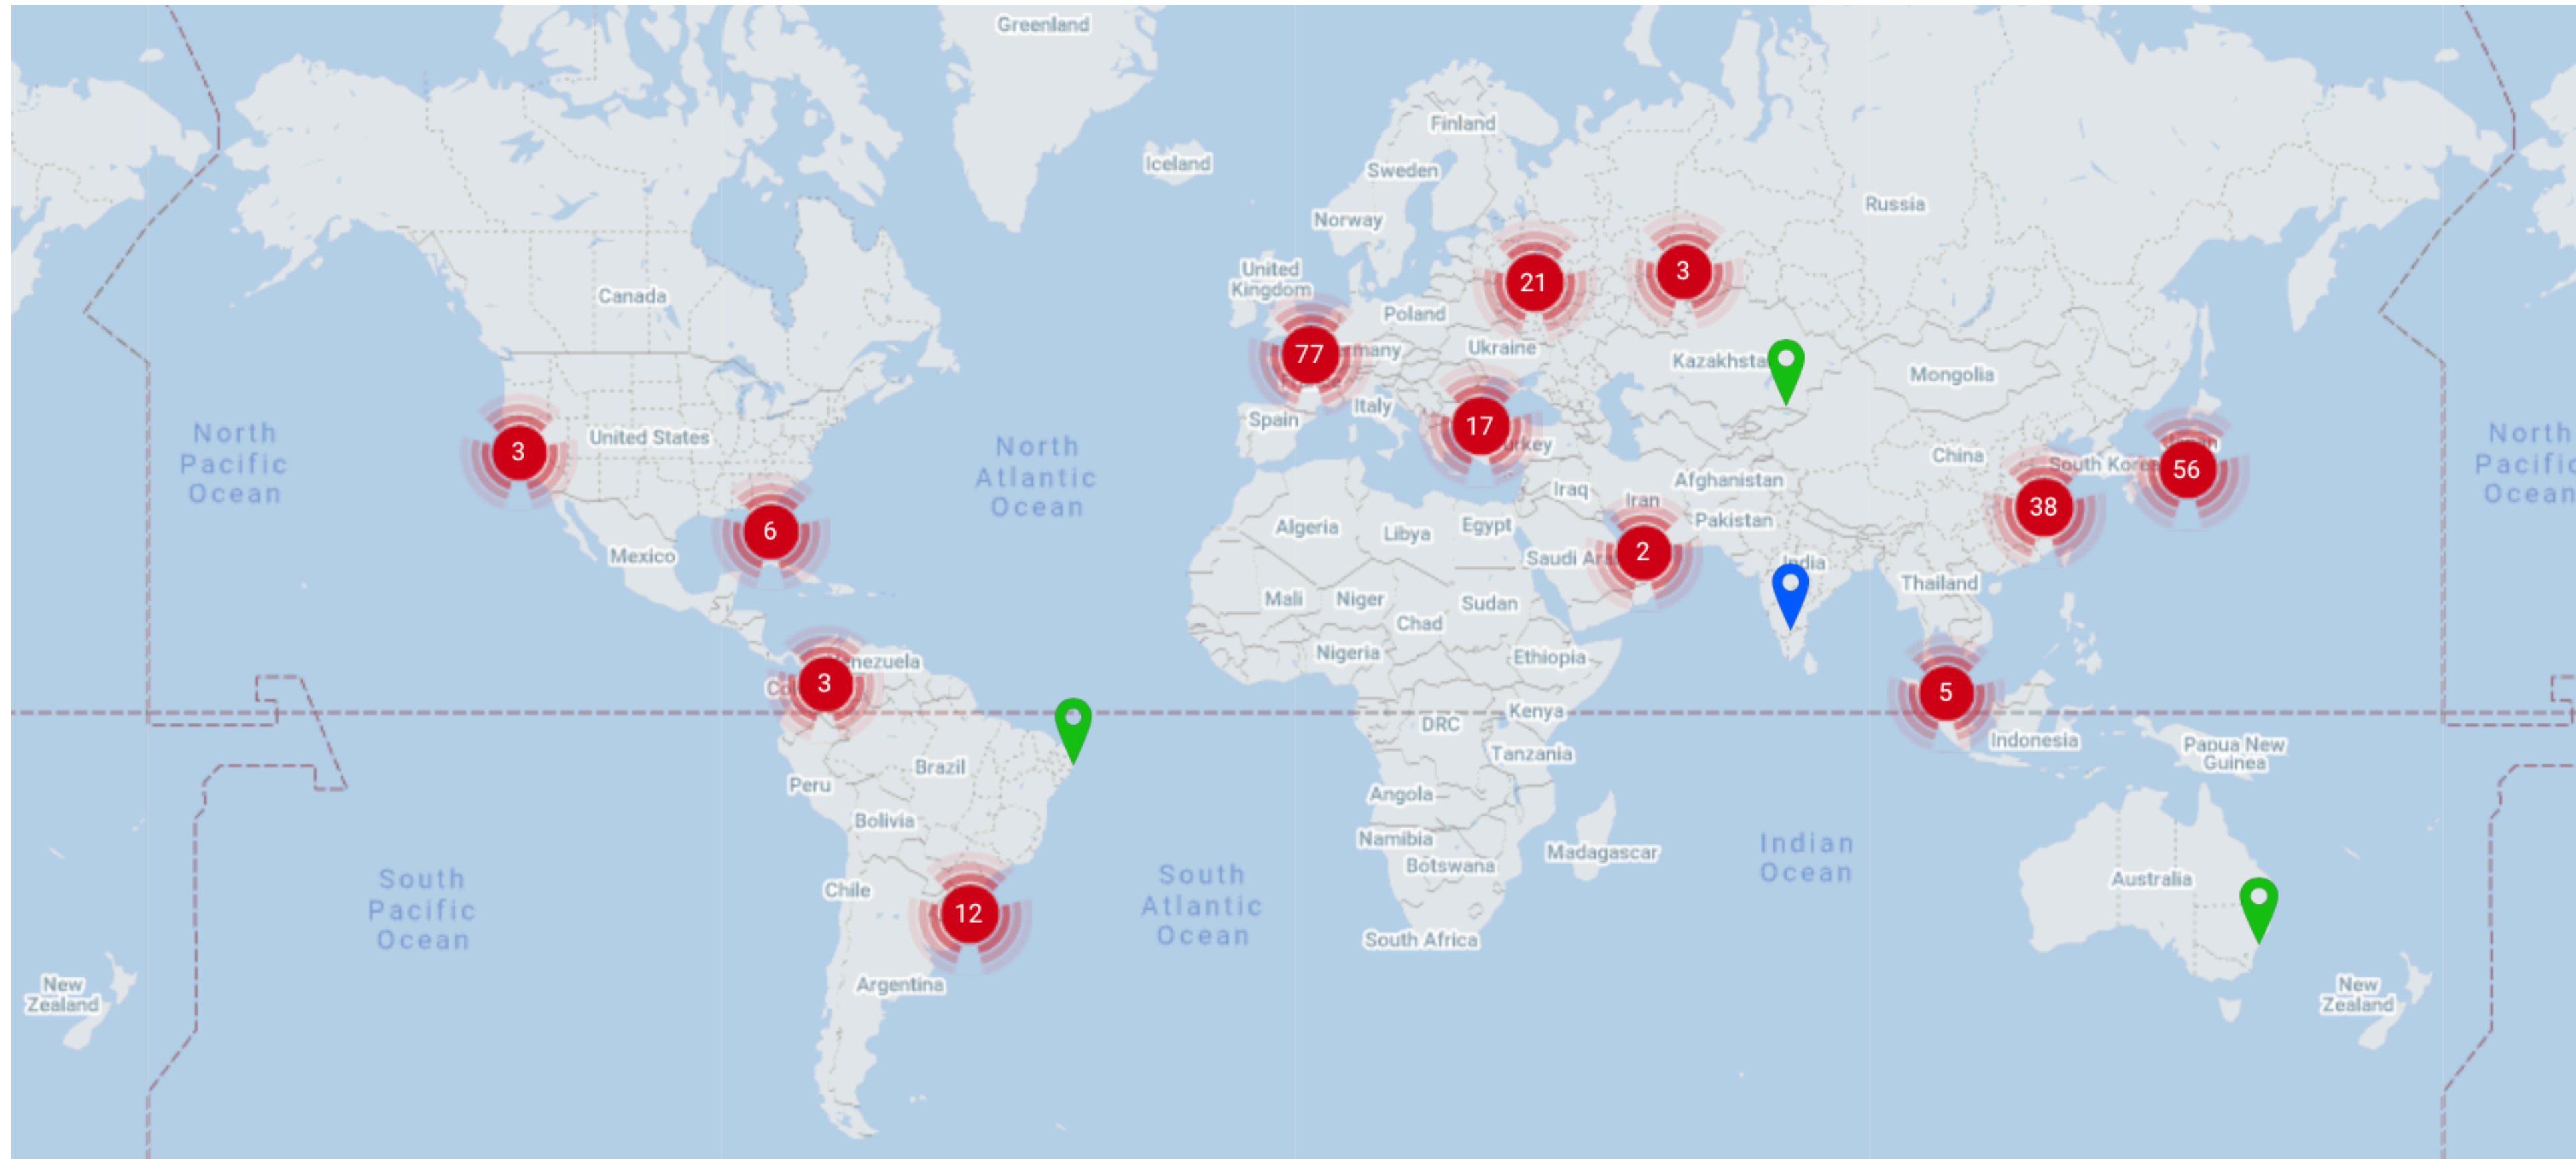 Greenland
Finland
Iceland
Sweden
Norway
Russia
United
Kingdom
Canada
21
3
Poland
77
Ukraine
Mongolia
Spain
Italy
17
North
Pacific
Ocean
3
United States
North
Atlantic
Ocean
China
South Korea
56
North
Pacific
Ocean
Afghanistan
Iraq
Iran
38
Pakistan
6
Algeria
Libya
Egypt
2
Mexico
India
Thailand
Mali
Niger
Sudan
Chad
Nigeria
Ethiopia
3
5
Kenya
DRC
Indonesia
Papua New
Guinea
Tanzania
Brazil
Peru
Angola
Bolivia
Namibia
Botswana
Madagascar
Indian
Ocean
Australia
Chile
South
Pacific
Ocean
South
Atlantic
Ocean
12
South Africa
Argentina
New
Zealand
New
Zealand